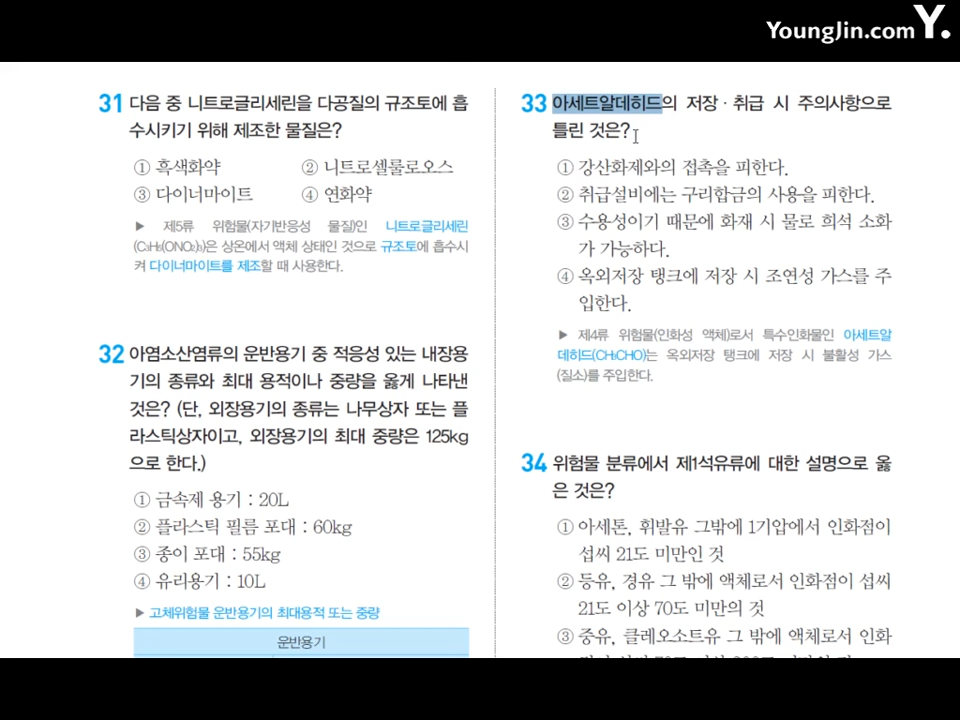 YoungJin.com Y.
31 다음 중 니트로글리세린을 다공질의 규조토에 흡
수시키기 위해 제조한 물질은?
① 흑색화약 ② 니트로셀룰로오스
③ 다이너마이트 ④ 연화약
▶ 제5류 위험물(자기반응성 물질)인 니트로글리세린
(C₃H₅(ONO₂)₃)은 상온에서 액체 상태인 것으로 규조토에 흡수시
켜 다이너마이트를 제조할 때 사용한다.
32 아염소산염류의 운반용기 중 적응성 있는 내장용
기의 종류와 최대 용적이나 중량을 옳게 나타낸
것은? (단, 외장용기의 종류는 나무상자 또는 플
라스틱상자이고, 외장용기의 최대 중량은 125kg
으로 한다.)
① 금속제 용기 : 20L
② 플라스틱 필름 포대 : 60kg
③ 종이 포대 : 55kg
④ 유리용기 : 10L
▶ 고체위험물 운반용기의 최대용적 또는 중량
운반용기
33 아세트알데히드의 저장·취급 시 주의사항으로
틀린 것은?
① 강산화제와의 접촉을 피한다.
② 취급설비에는 구리합금의 사용을 피한다.
③ 수용성이기 때문에 화재 시 물로 희석 소화
가 가능하다.
④ 옥외저장 탱크에 저장 시 조연성 가스를 주
입한다.
▶ 제4류 위험물(인화성 액체)로서 특수인화물인 아세트알
데히드(CH₃CHO)는 옥외저장 탱크에 저장 시 불활성 가스
(질소)를 주입한다.
34 위험물 분류에서 제1석유류에 대한 설명으로 옳
은 것은?
① 아세톤, 휘발유 그밖에 1기압에서 인화점이
섭씨 21도 미만인 것
② 등유, 경유 그 밖에 액체로서 인화점이 섭씨
21도 이상 70도 미만의 것
③ 중유, 클레오소트유 그 밖에 액체로서 인화